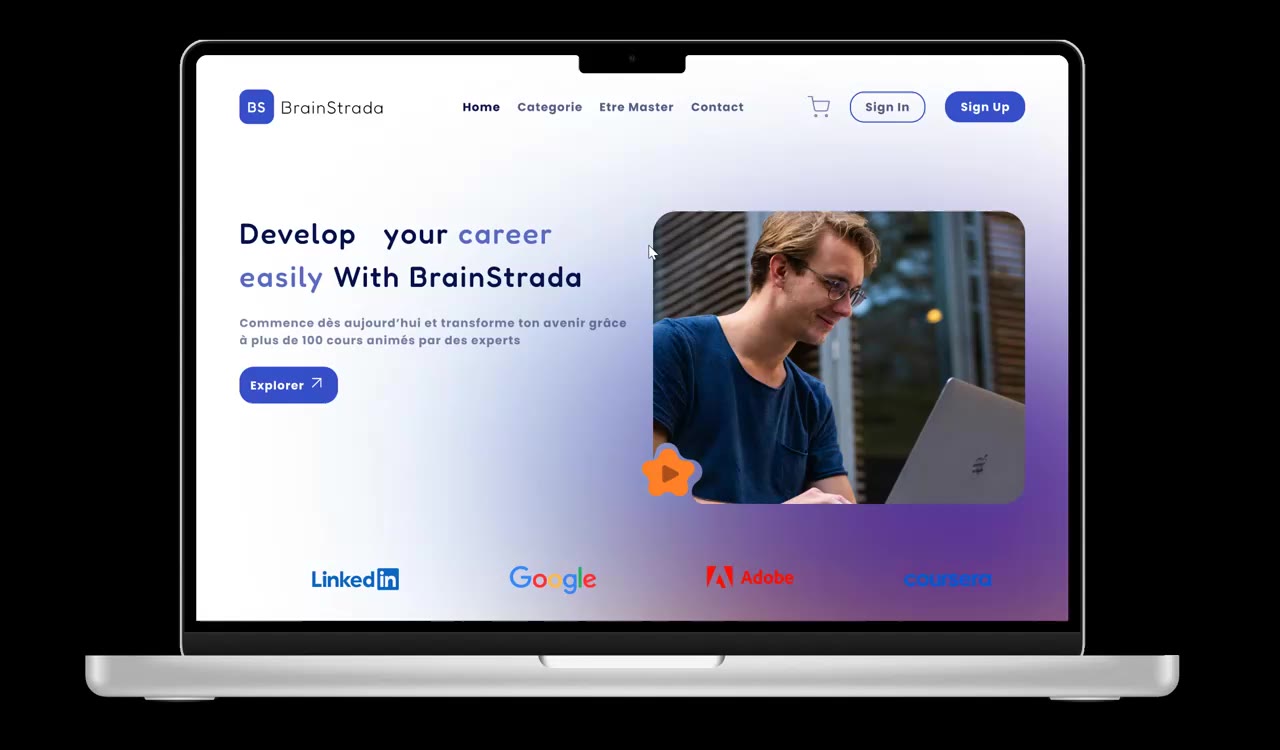 BS BrainStrada Home Categorie Etre Master Contact Sign In Sign Up
Develop your career
easily With BrainStrada
Commence dès aujourd'hui et transforme ton avenir grâce
à plus de 100 cours animés par des experts
Explorer
Linked in Google Adobe coursera